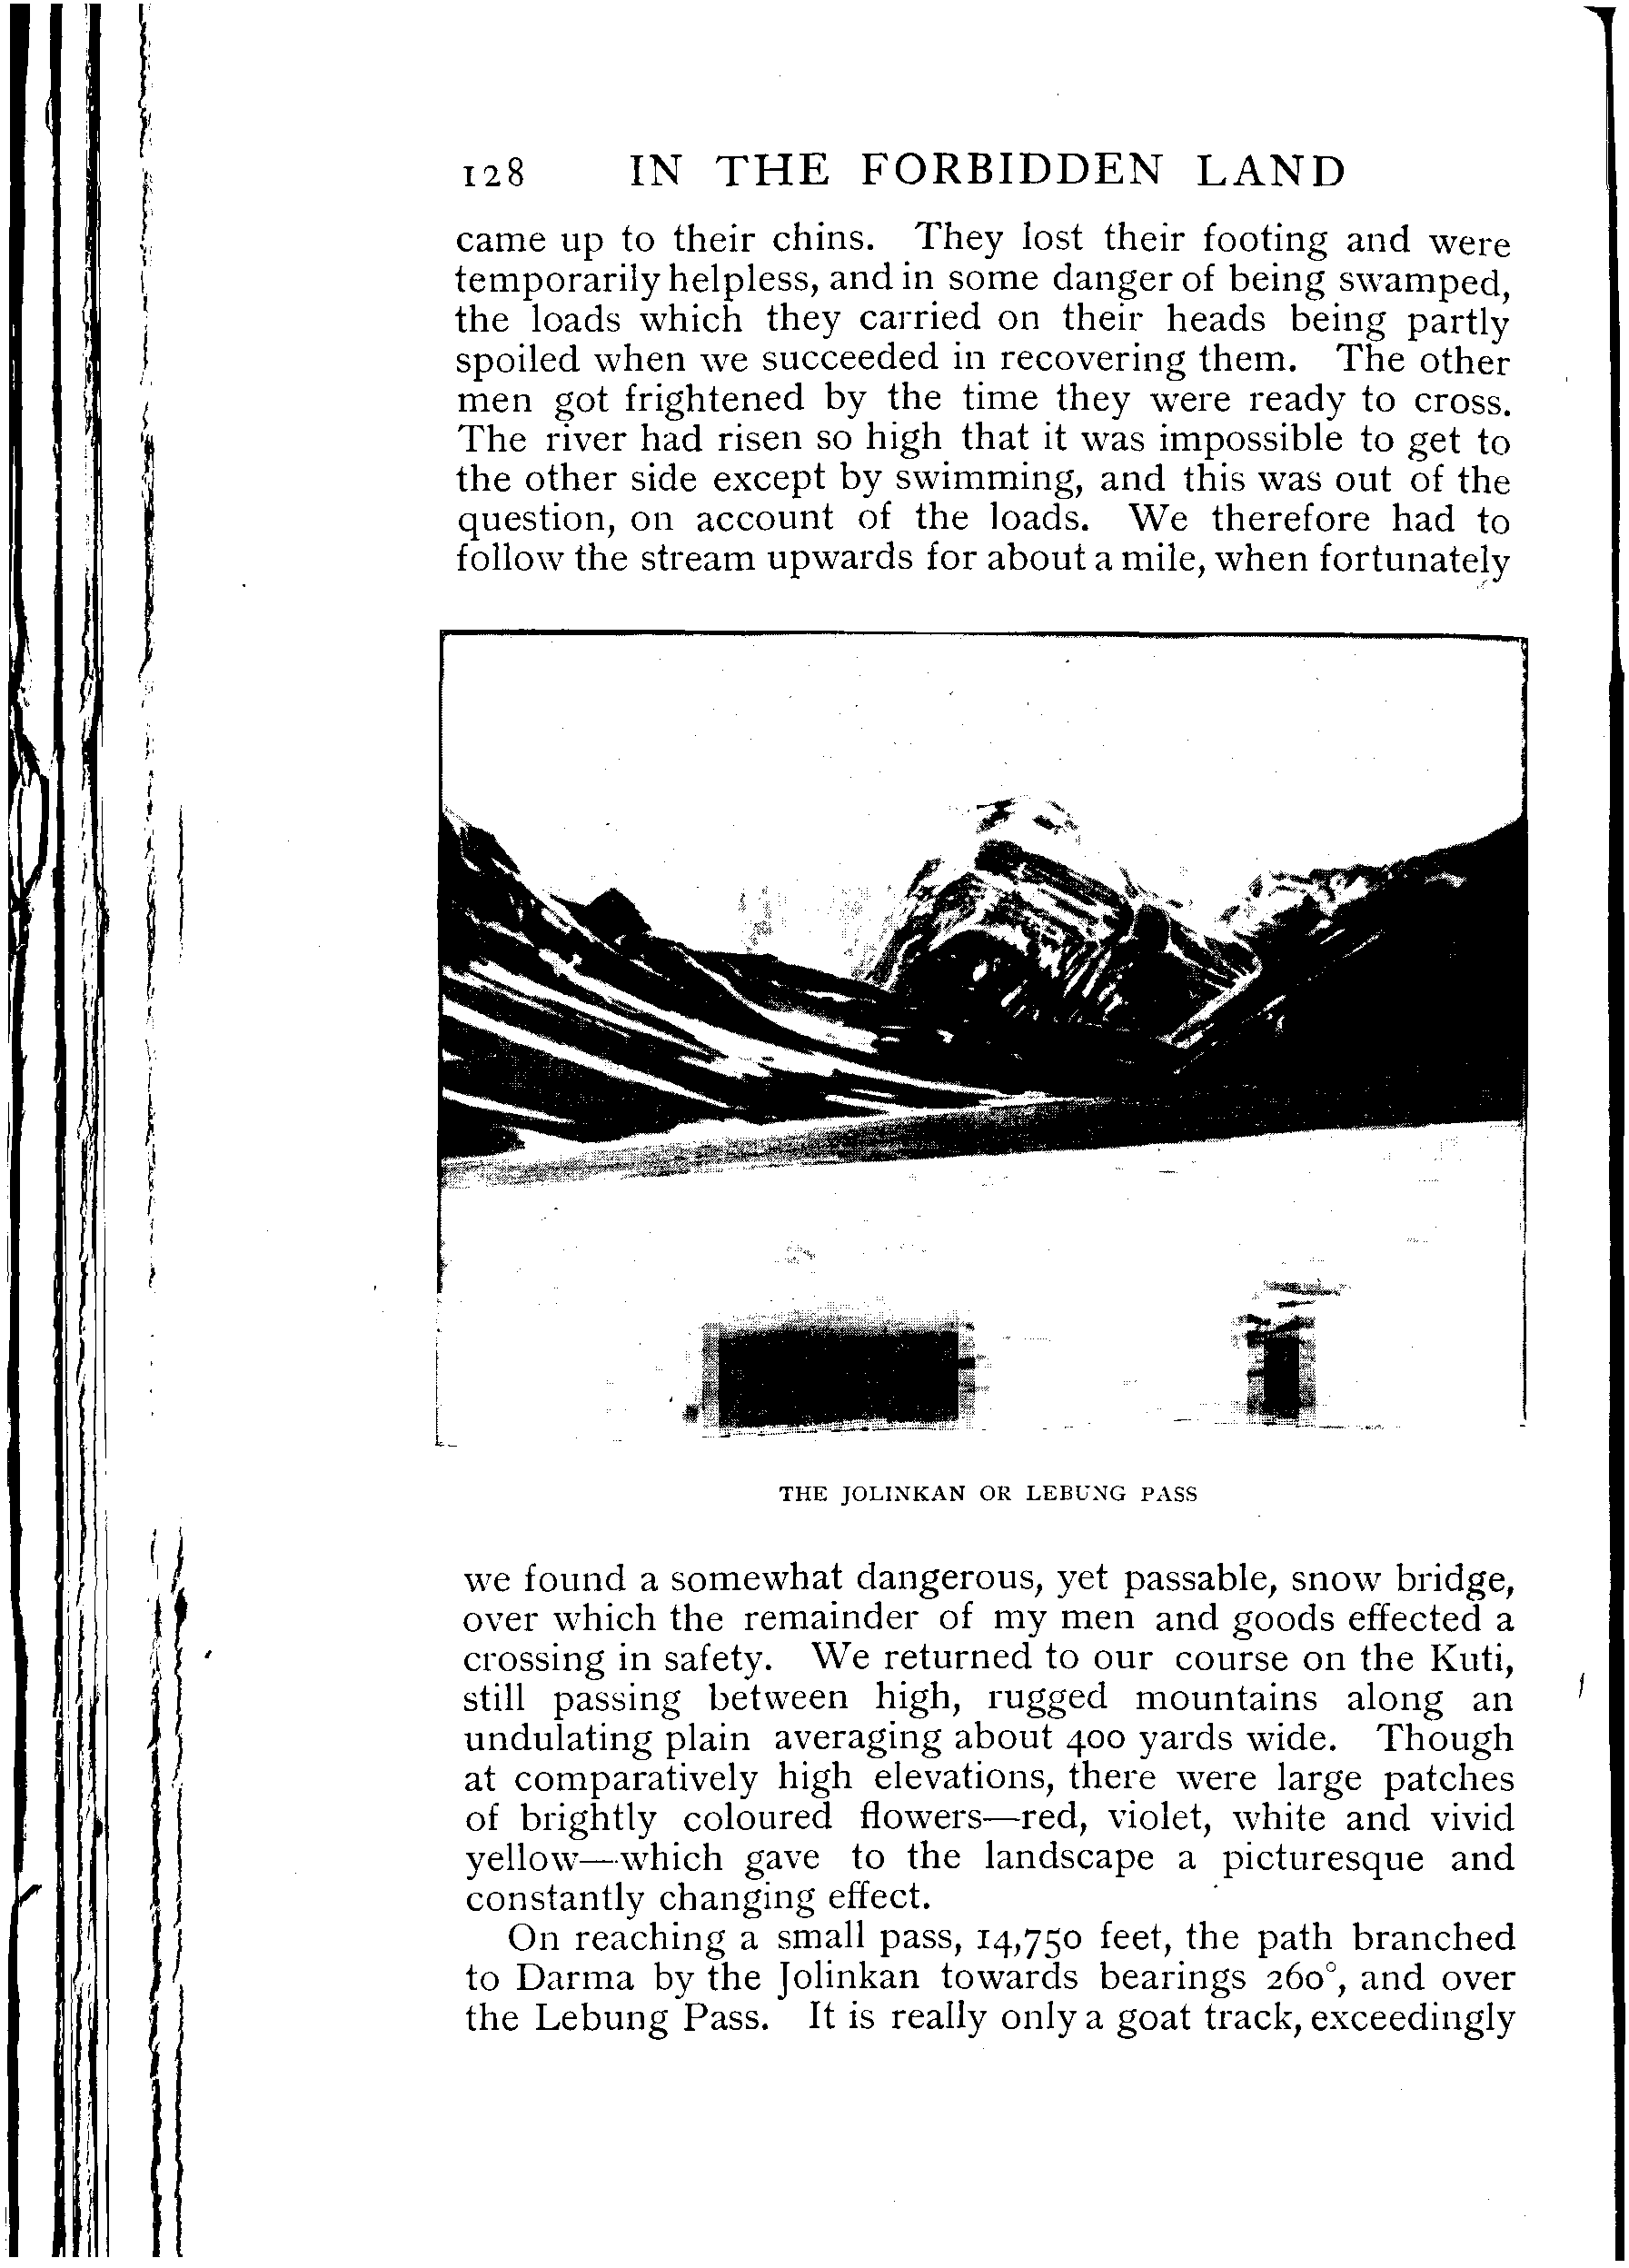 128 IN THE FORBIDDEN LAND
came up to their chins. They lost their footing and were
temporarily helpless, and in some danger of being swamped,
the loads which they carried on their heads being partly
spoiled when we succeeded in recovering them. The other
men got frightened by the time they were ready to cross.
The river had risen so high that it was impossible to get to
the other side except by swimming, and this was out of the
question, on account of the loads. We therefore had to
follow the stream upwards for about a mile, when fortunately
THE JOLINKAN OR LEBUNG PASS
we found a somewhat dangerous, yet passable, snow bridge,
over which the remainder of my men and goods effected a
crossing in safety. We returned to our course on the Kuti,
still passing between high, rugged mountains along an
undulating plain averaging about 400 yards wide. Though
at comparatively high elevations, there were large patches
of brightly coloured flowers—red, violet, white and vivid
yellow—which gave to the landscape a picturesque and
constantly changing effect.
On reaching a small pass, 14,750 feet, the path branched
to Darma by the Jolinkan towards bearings 260°, and over
the Lebung Pass. It is really only a goat track, exceedingly